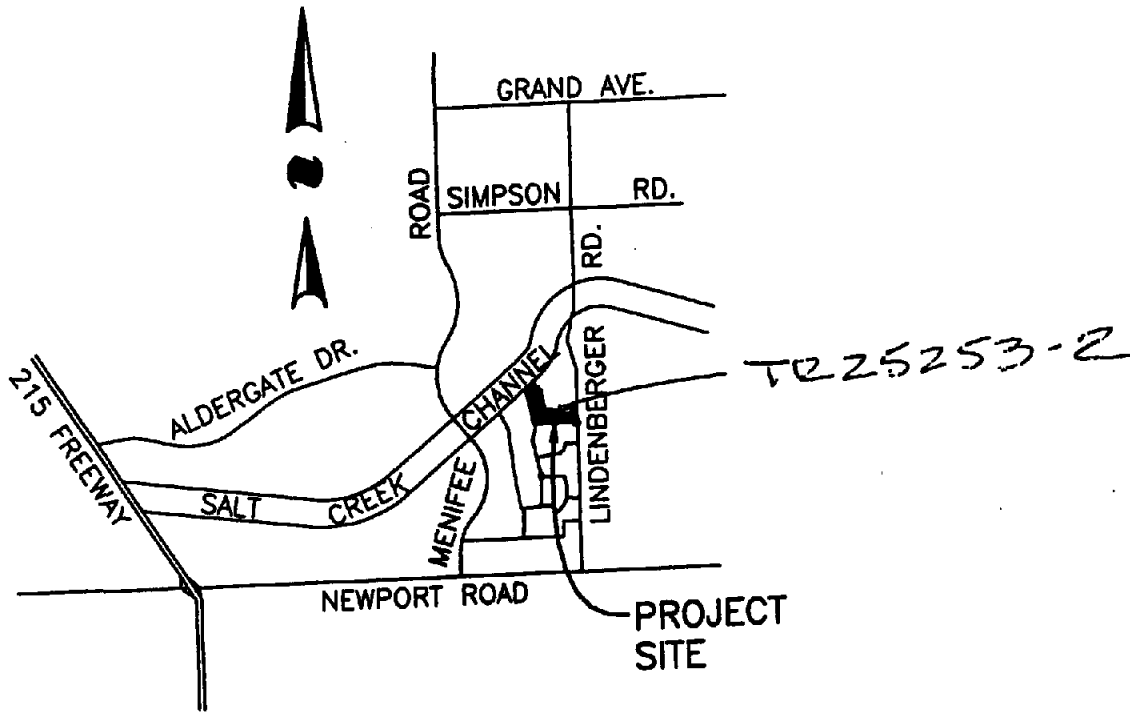 GRAND AVE.
ROAD
SIMPSON RD.
RD.
ALDERGATE DR.
215 FREEWAY
CHANNEL
LINDENBERGER
TR25253-2
SALT CREEK
MENIFEE
NEWPORT ROAD
PROJECT
SITE